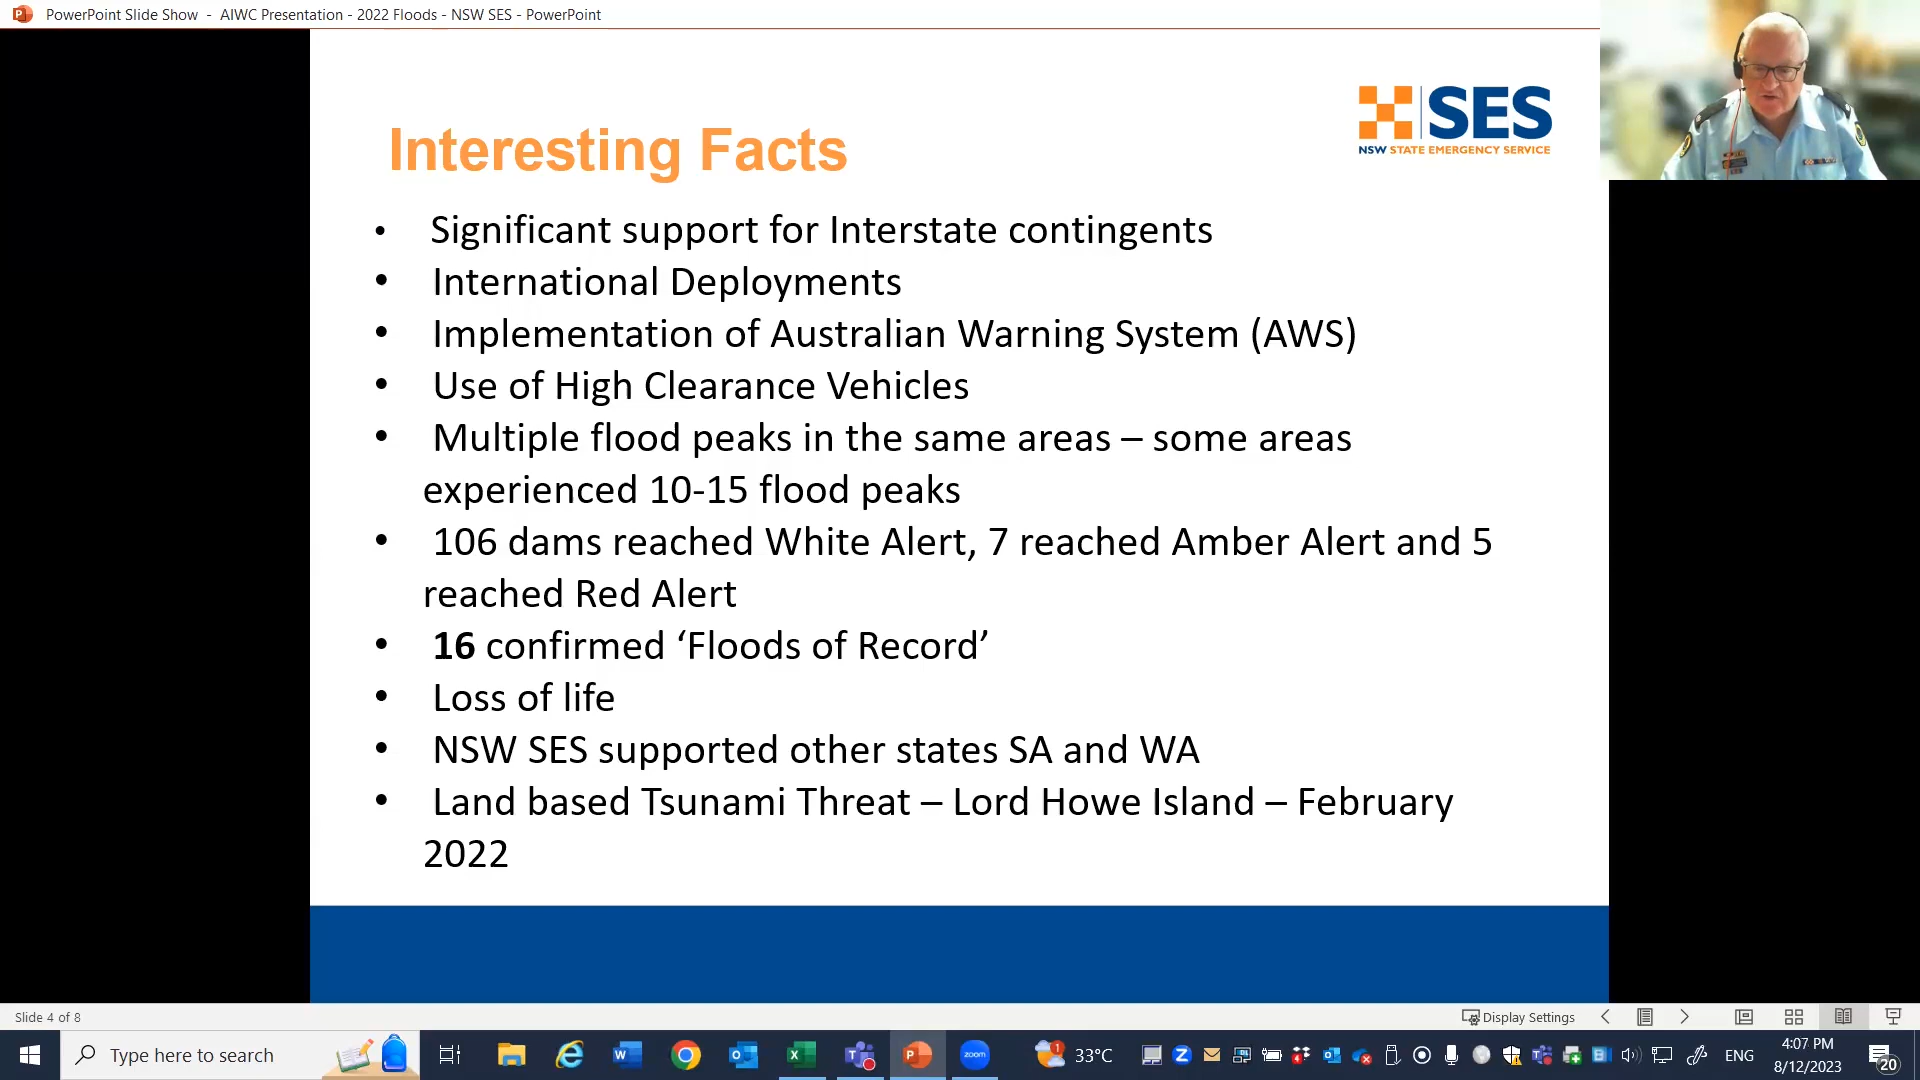 PowerPoint Slide Show - AIWC Presentation - 2022 Floods - NSW SES - PowerPoint
SES
NSW STATE EMERGENCY SERVICE
Interesting Facts
• Significant support for Interstate contingents
• International Deployments
• Implementation of Australian Warning System (AWS)
• Use of High Clearance Vehicles
• Multiple flood peaks in the same areas – some areas
experienced 10-15 flood peaks
• 106 dams reached White Alert, 7 reached Amber Alert and 5
reached Red Alert
• 16 confirmed ‘Floods of Record’
• Loss of life
• NSW SES supported other states SA and WA
• Land based Tsunami Threat – Lord Howe Island – February
2022
Slide 4 of 8
Display Settings
Type here to search
zoom
33°C
ENG
4:07 PM
8/12/2023
20